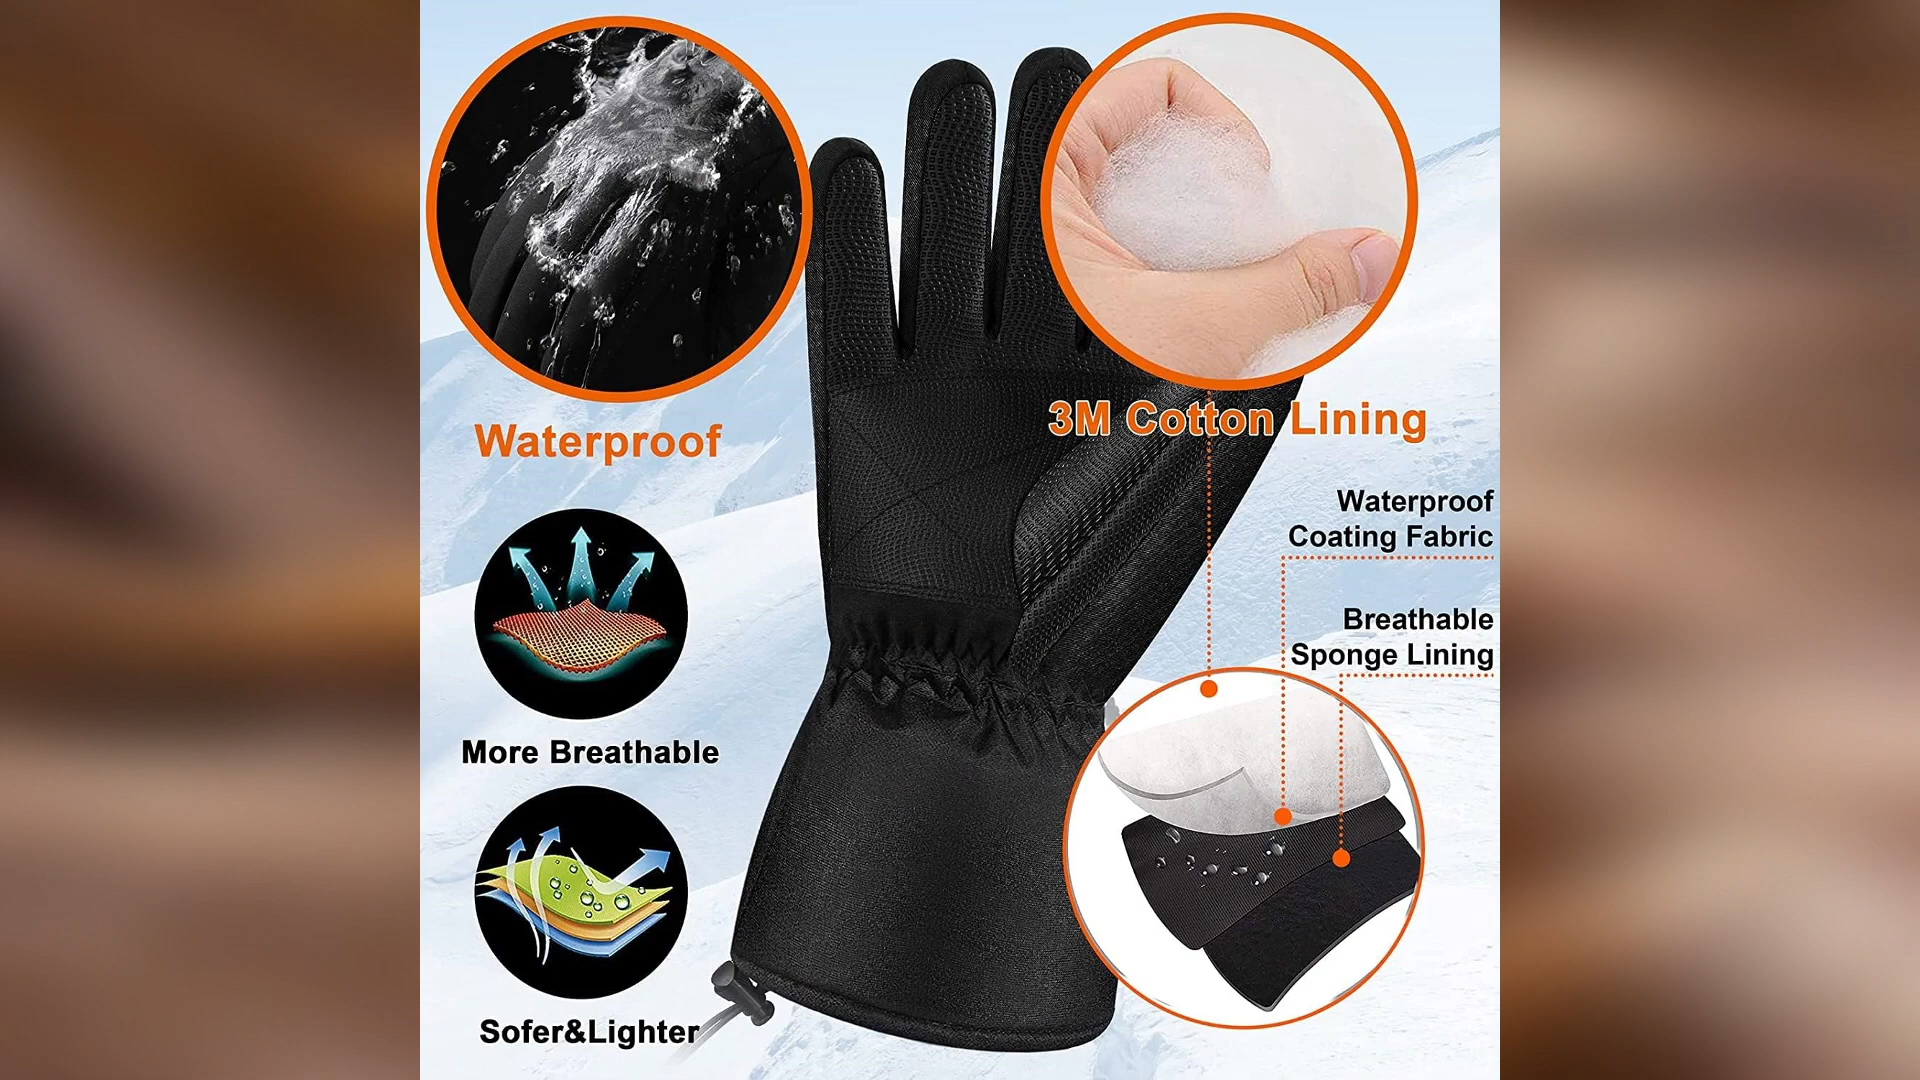 Waterproof
3M Cotton Lining
Waterproof
Coating Fabric
Breathable
Sponge Lining
More Breathable
Sofer&Lighter